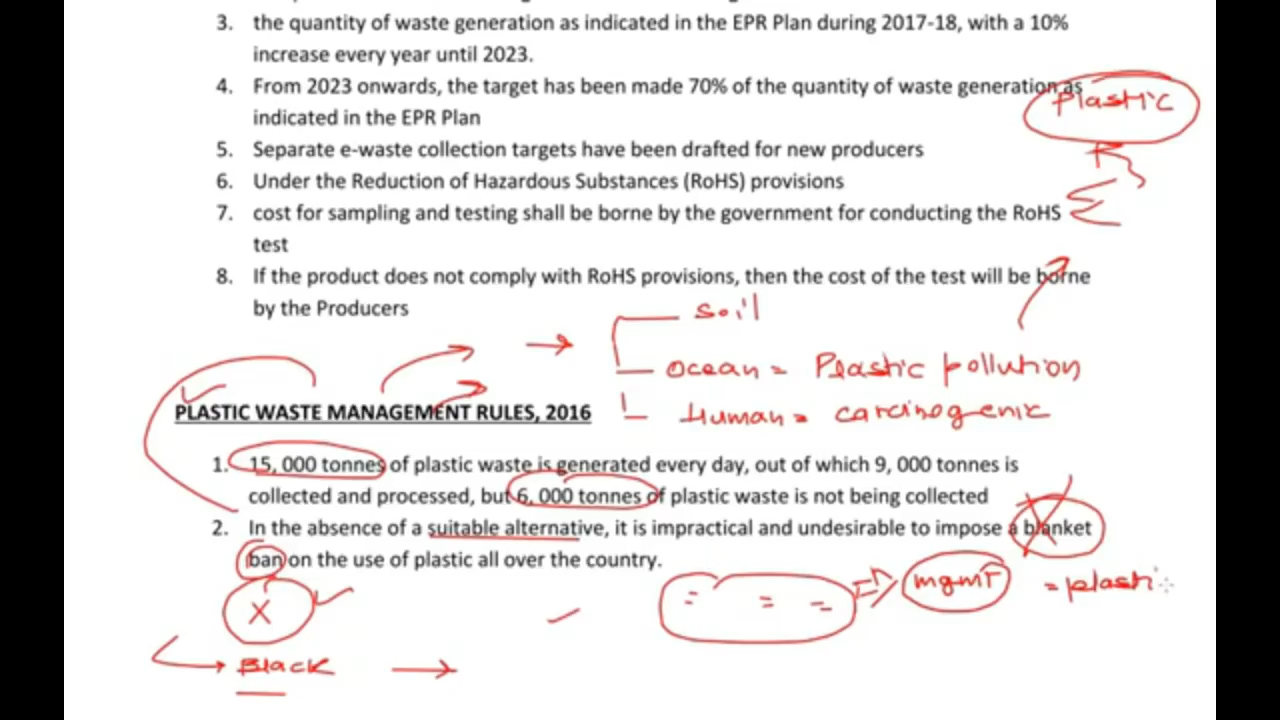 3. the quantity of waste generation as indicated in the EPR Plan during 2017-18, with a 10%
increase every year until 2023.
4. From 2023 onwards, the target has been made 70% of the quantity of waste generation as
indicated in the EPR Plan
Plastic
5. Separate e-waste collection targets have been drafted for new producers
6. Under the Reduction of Hazardous Substances (RoHS) provisions
7. cost for sampling and testing shall be borne by the government for conducting the RoHS
test
8. If the product does not comply with RoHS provisions, then the cost of the test will be borne
by the Producers
soil
ocean = Plastic pollution
Human = carcinogenic
PLASTIC WASTE MANAGEMENT RULES, 2016
1. 15, 000 tonnes of plastic waste is generated every day, out of which 9, 000 tonnes is
collected and processed, but 6, 000 tonnes of plastic waste is not being collected
2. In the absence of a suitable alternative, it is impractical and undesirable to impose a blanket
ban on the use of plastic all over the country.
mgmt = plasti
X
Black